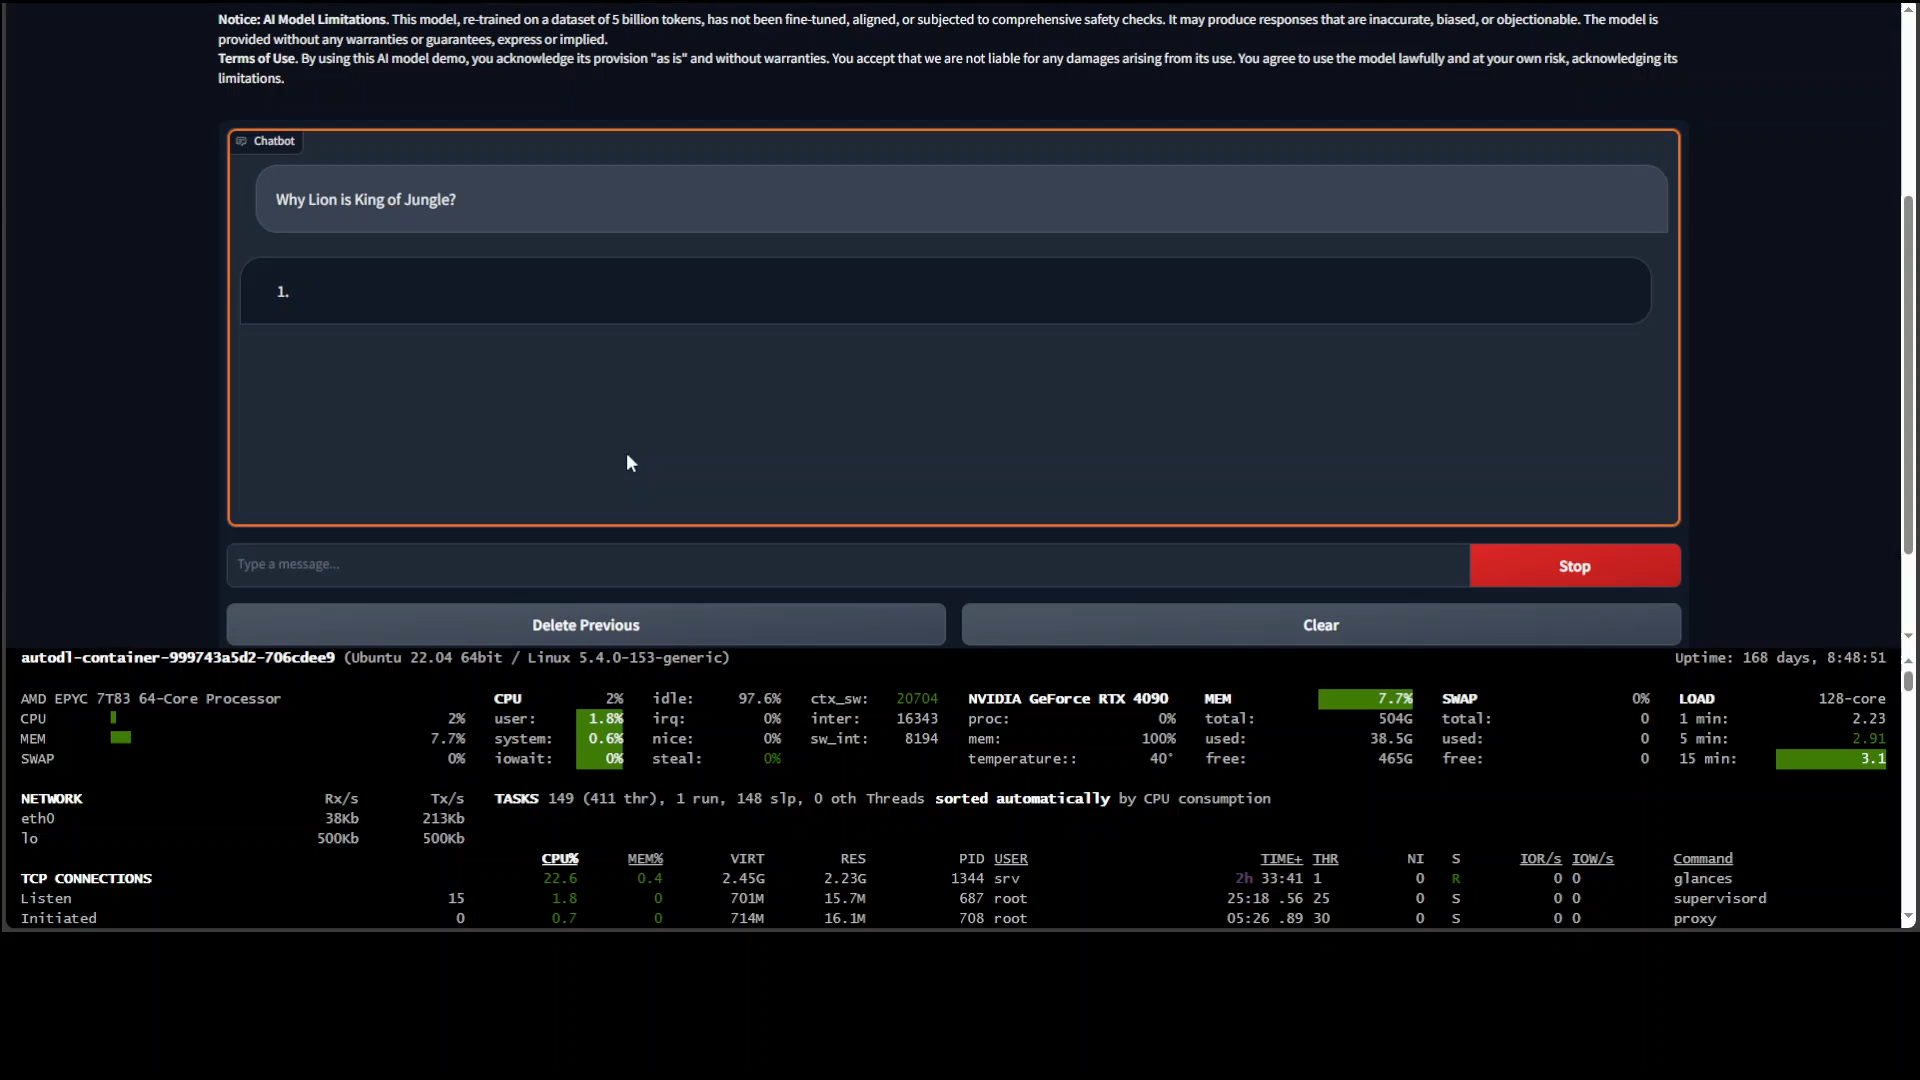 Notice: AI Model Limitations. This model, re-trained on a dataset of 5 billion tokens, has not been fine-tuned, aligned, or subjected to comprehensive safety checks. It may produce responses that are inaccurate, biased, or objectionable. The model is
provided without any warranties or guarantees, express or implied.
Terms of Use. By using this AI model demo, you acknowledge its provision "as is" and without warranties. You accept that we are not liable for any damages arising from its use. You agree to use the model lawfully and at your own risk, acknowledging its
limitations.
Chatbot
Why Lion is King of Jungle?
1.
Type a message...
Stop
Delete Previous
Clear
autodl-container-999743a5d2-706cdee9 (Ubuntu 22.04 64bit / Linux 5.4.0-153-generic) Uptime: 168 days, 8:48:51
AMD EPYC 7T83 64-Core Processor CPU 2% idle: 97.6% ctx_sw: 20704 NVIDIA GeForce RTX 4090 MEM 7.7% SWAP 0% LOAD 128-core
CPU 2% user: 1.8% irq: 0% inter: 16343 proc: 0% total: 504G total: 0 1 min: 2.23
MEM 7.7% system: 0.6% nice: 0% sw_int: 8194 mem: 100% used: 38.5G used: 0 5 min: 2.91
SWAP 0% iowait: 0% steal: 0% temperature:: 40° free: 465G free: 0 15 min: 3.1
NETWORK Rx/s Tx/s TASKS 149 (411 thr), 1 run, 148 slp, 0 oth Threads sorted automatically by CPU consumption
eth0 38Kb 213Kb
lo 500Kb 500Kb
CPU% MEM% VIRT RES PID USER TIME+ THR NI S IOR/s IOW/s Command
TCP CONNECTIONS 22.6 0.4 2.45G 2.23G 1344 srv 2h 33:41 1 0 R 0 0 glances
Listen 15 1.8 0 701M 15.7M 687 root 25:18 .56 25 0 S 0 0 supervisord
Initiated 0 0.7 0 714M 16.1M 708 root 05:26 .89 30 0 S 0 0 proxy